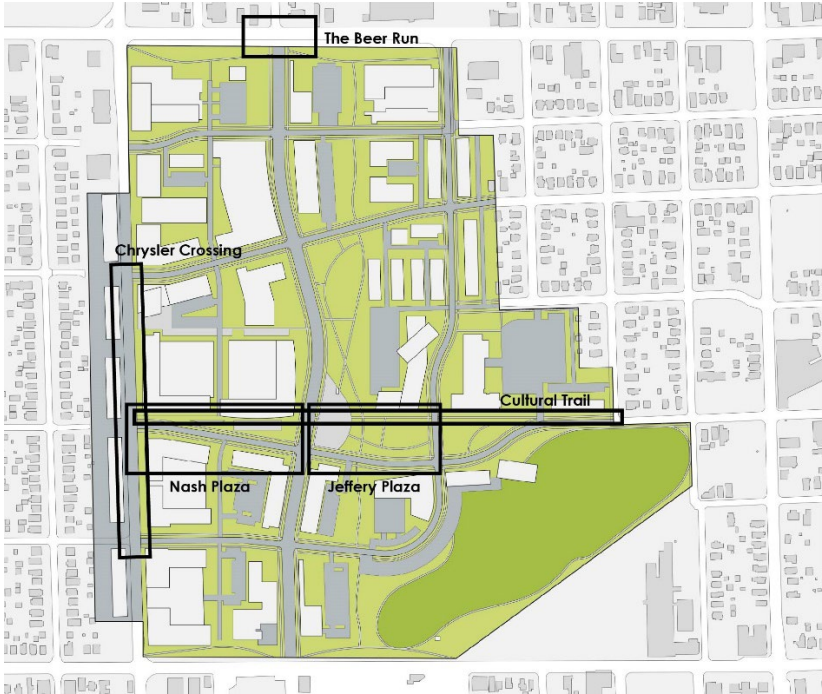 The Beer Run
Chrysler Crossing
Cultural Trail
Nash Plaza
Jeffery Plaza